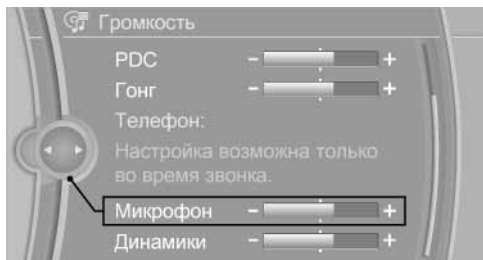 Громкость
PDC - +
Гонг - +
Телефон:
Настройка возможна только
во время звонка.
Микрофон - +
Динамики - +